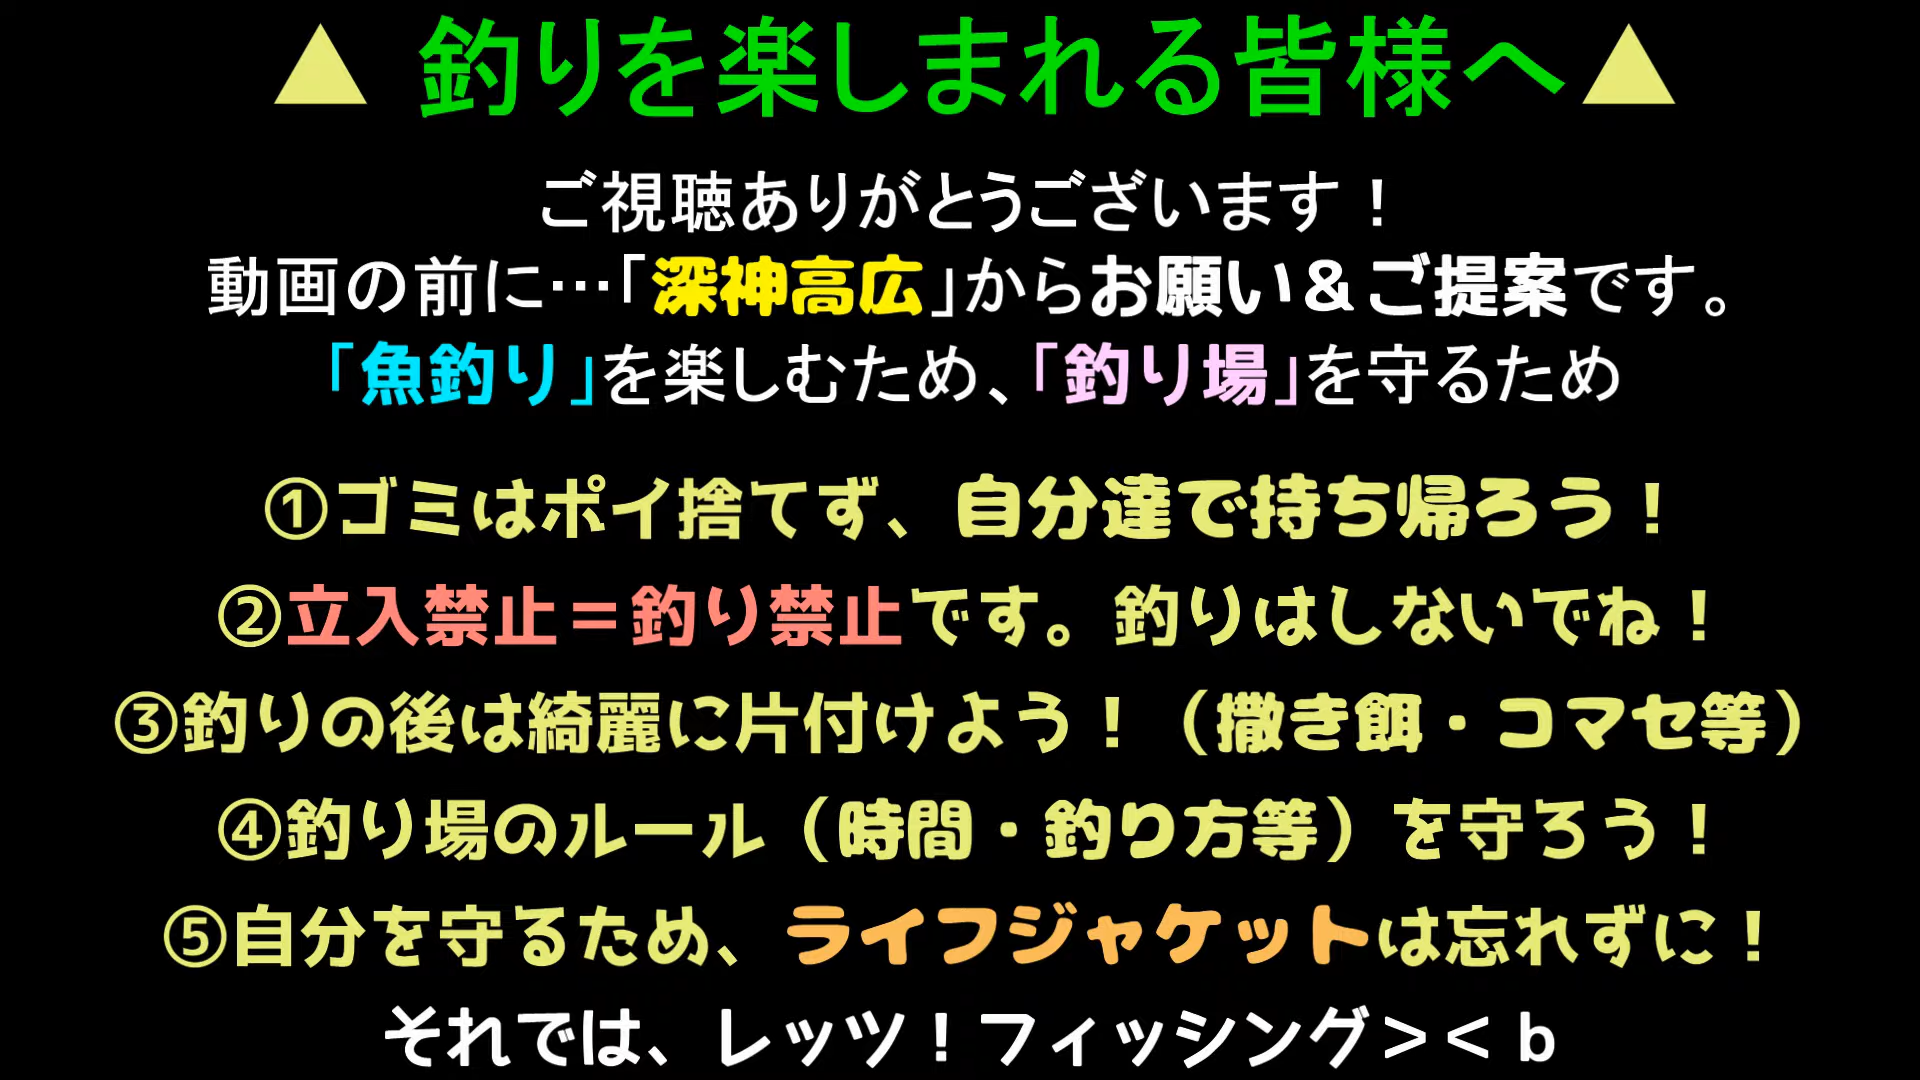 ▲ 釣りを楽しまれる皆様へ▲
ご視聴ありがとうございます！
動画の前に…「深神高広」からお願い＆ご提案です。
「魚釣り」を楽しむため、「釣り場」を守るため
①ゴミはポイ捨てず、自分達で持ち帰ろう！
②立入禁止＝釣り禁止です。釣りはしないでね！
③釣りの後は綺麗に片付けよう！（撒き餌・コマセ等）
④釣り場のルール（時間・釣り方等）を守ろう！
⑤自分を守るため、ライフジャケットは忘れずに！
それでは、レッツ！フィッシング＞＜ｂ